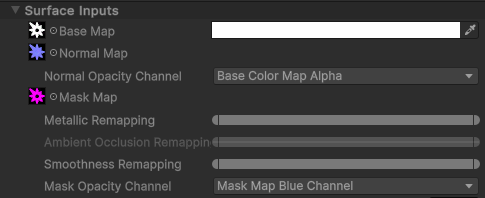 Surface Inputs
Base Map
Normal Map
Normal Opacity Channel Base Color Map Alpha
Mask Map
Metallic Remapping
Ambient Occlusion Remappin
Smoothness Remapping
Mask Opacity Channel Mask Map Blue Channel